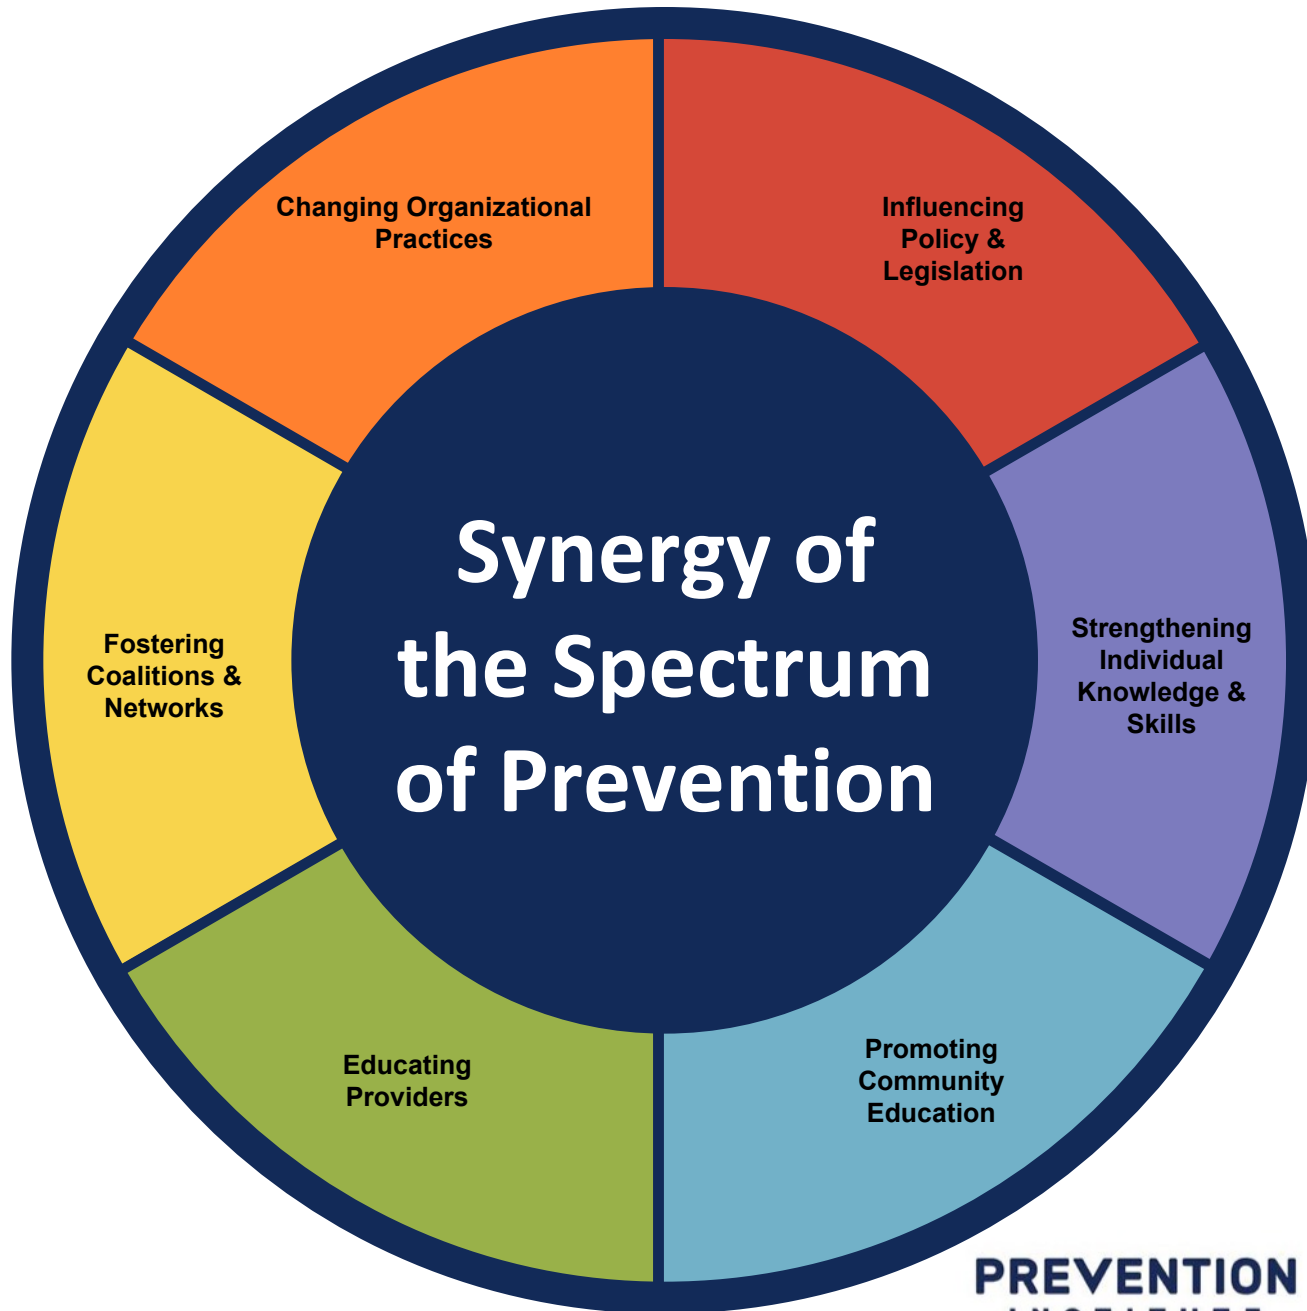 Changing Organizational
Practices
Influencing
Policy &
Legislation
Fostering
Coalitions &
Networks
Synergy of
the Spectrum
of Prevention
Strengthening
Individual
Knowledge &
Skills
Educating
Providers
Promoting
Community
Education
PREVENTION